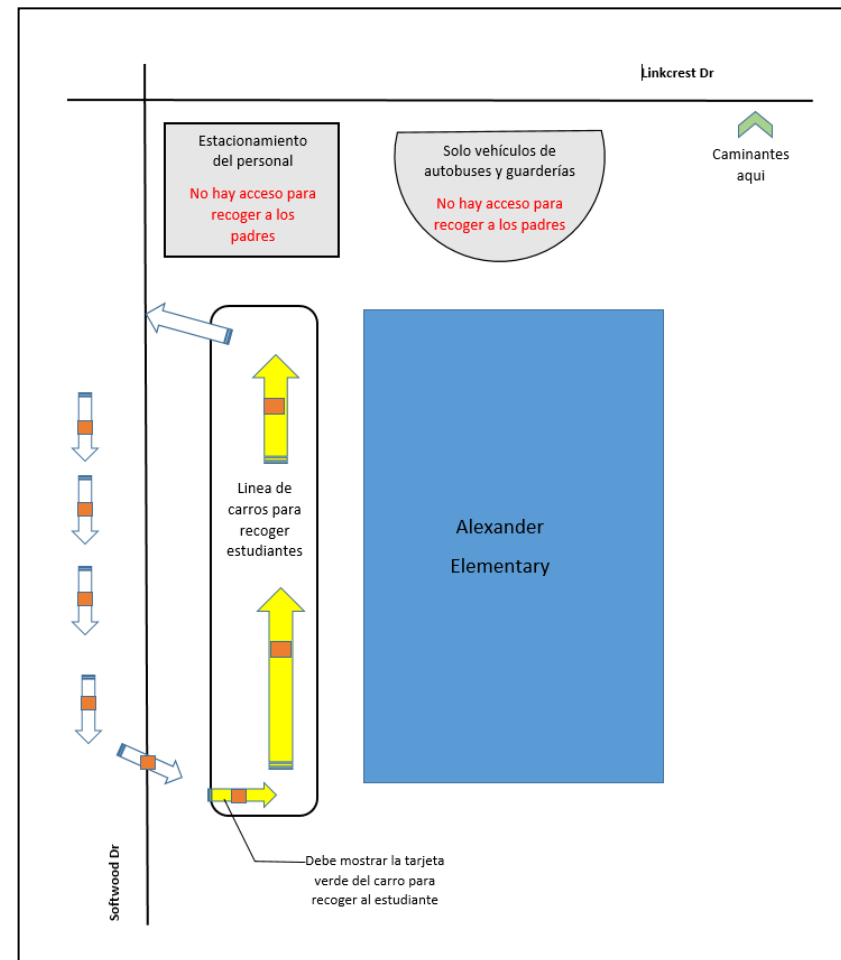 Linkcrest Dr
Estacionamiento
del personal
No hay acceso para
recoger a los
padres
Solo vehículos de
autobuses y guarderías
No hay acceso para
recoger a los padres
Caminantes
aqui
Linea de
carros para
recoger
estudiantes
Alexander
Elementary
Debe mostrar la tarjeta
verde del carro para
recoger al estudiante
Softwood Dr